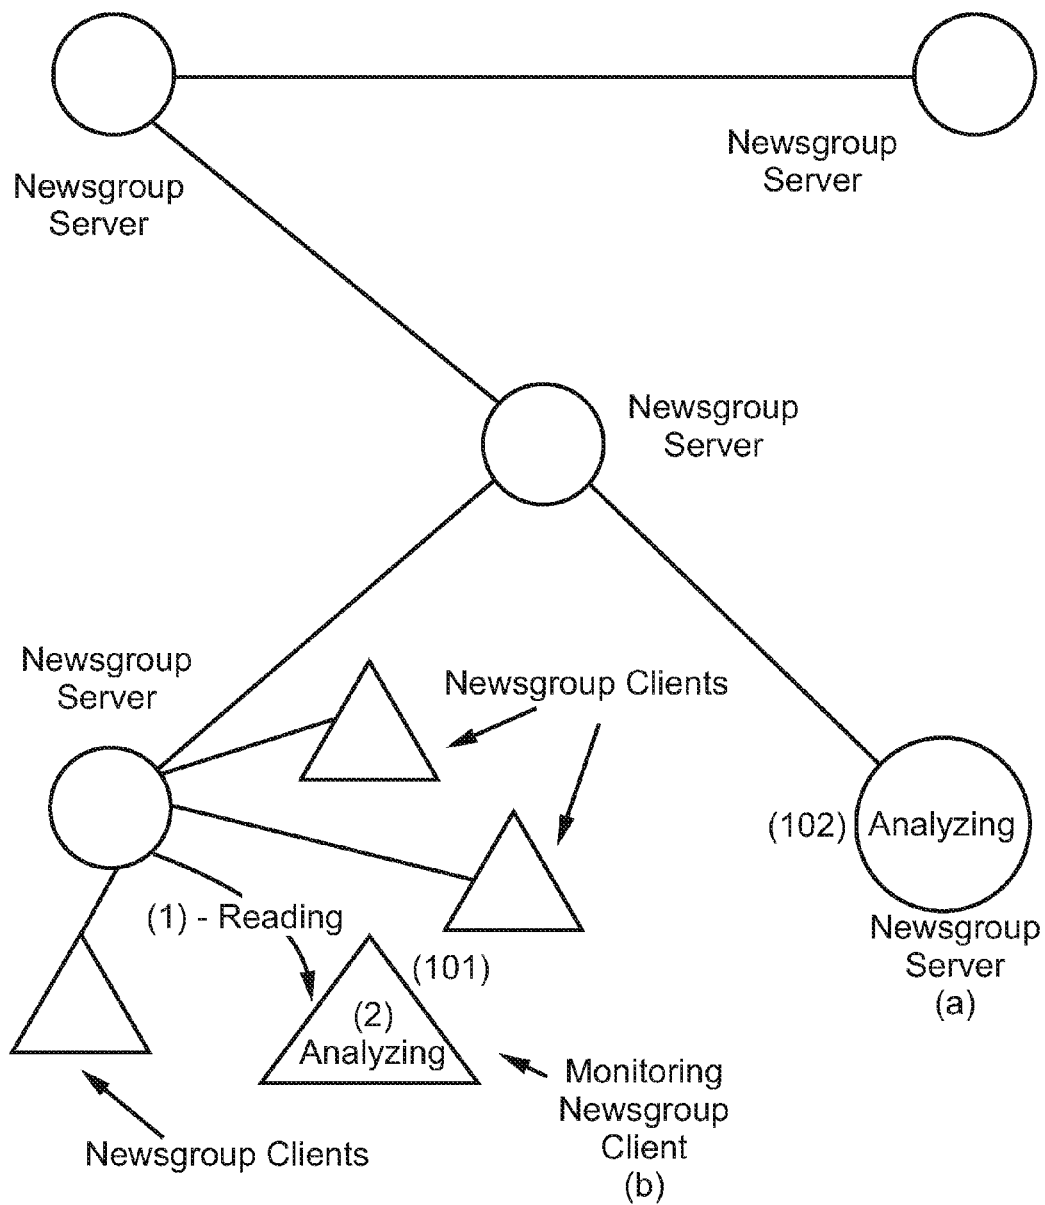 Newsgroup
Server
Newsgroup
Server
Newsgroup
Server
Newsgroup
Server
Newsgroup Clients
(102)
Analyzing
(1) - Reading
(101)
(2)
Analyzing
Newsgroup
Server
(a)
Monitoring
Newsgroup
Client
(b)
Newsgroup Clients